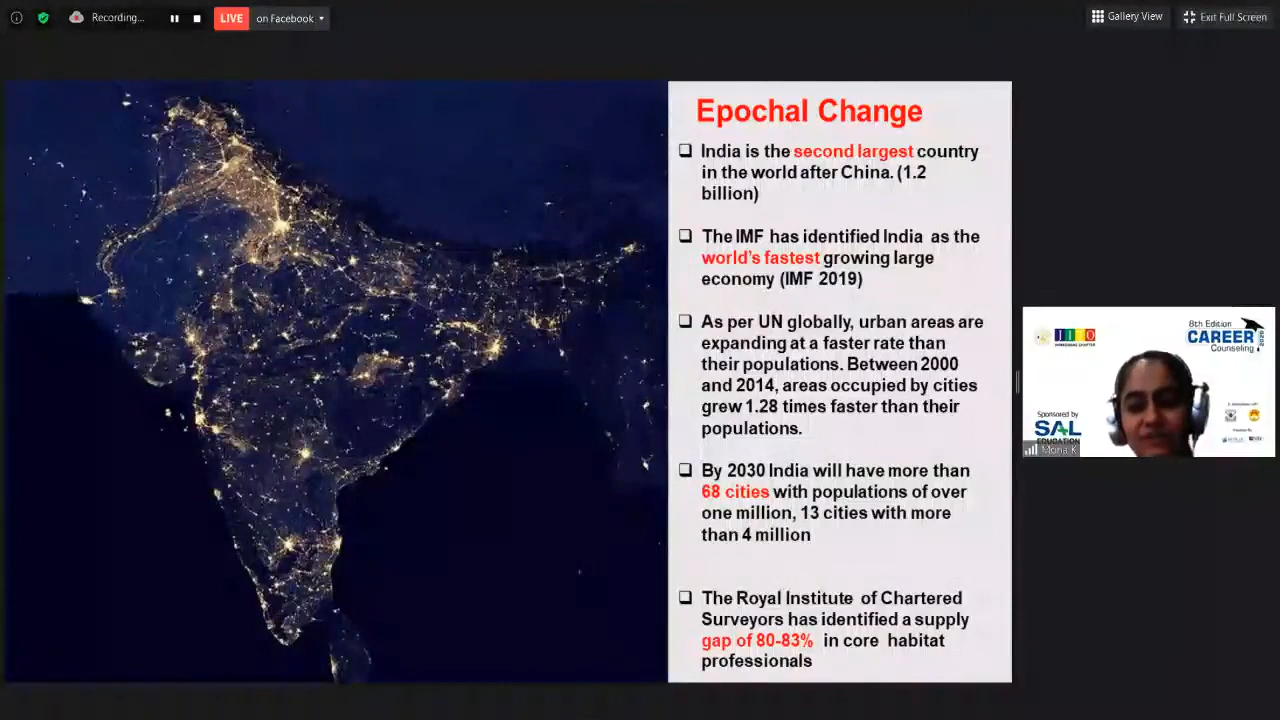 Recording...
LIVE on Facebook
Gallery View
Exit Full Screen
Epochal Change
India is the second largest country
in the world after China. (1.2
billion)
The IMF has identified India as the
world's fastest growing large
economy (IMF 2019)
As per UN globally, urban areas are
expanding at a faster rate than
their populations. Between 2000
and 2014, areas occupied by cities
grew 1.28 times faster than their
populations.
By 2030 India will have more than
68 cities with populations of over
one million, 13 cities with more
than 4 million
The Royal Institute of Chartered
Surveyors has identified a supply
gap of 80-83% in core habitat
professionals
8th Edition
CAREER
Counseling
Sponsored by
SAL
EDUCATION
Mona K